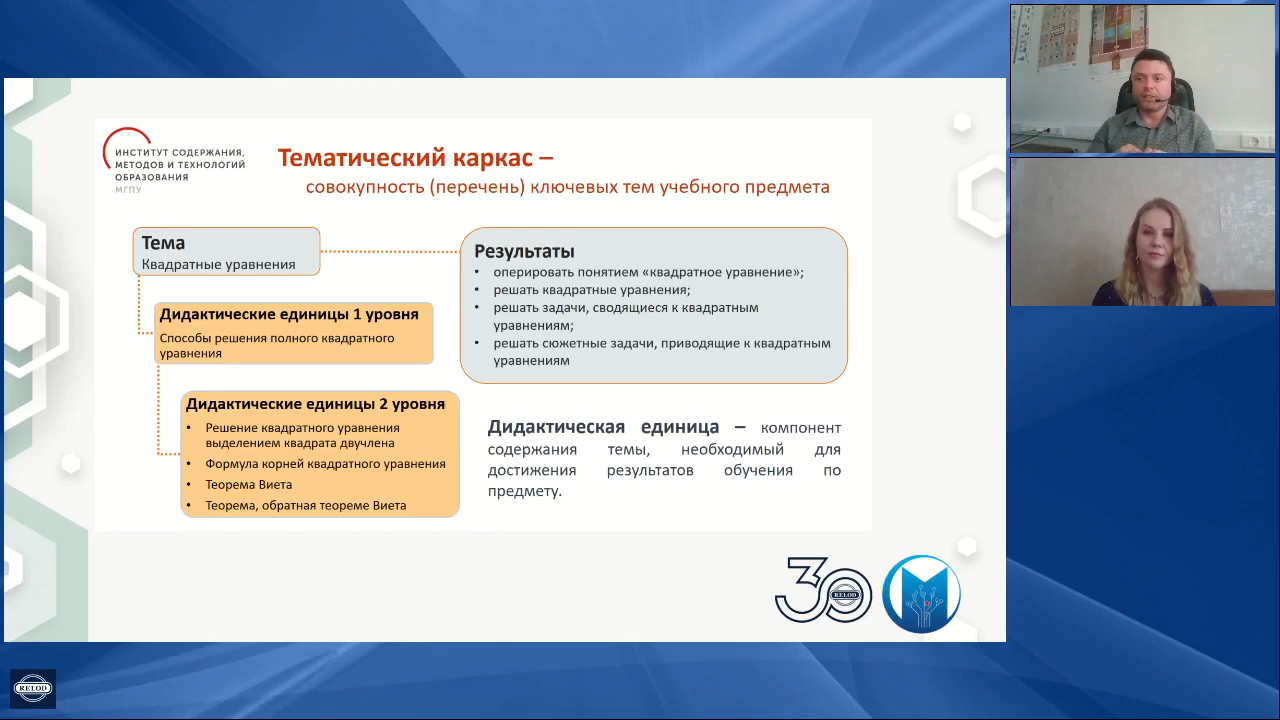 ИНСТИТУТ СОДЕРЖАНИЯ,
МЕТОДОВ И ТЕХНОЛОГИЙ
ОБРАЗОВАНИЯ
МГПУ
Тематический каркас –
совокупность (перечень) ключевых тем учебного предмета
Тема
Квадратные уравнения
Дидактические единицы 1 уровня
Способы решения полного квадратного
уравнения
Дидактические единицы 2 уровня
• Решение квадратного уравнения
выделением квадрата двучлена
• Формула корней квадратного уравнения
• Теорема Виета
• Теорема, обратная теореме Виета
Результаты
• оперировать понятием «квадратное уравнение»;
• решать квадратные уравнения;
• решать задачи, сводящиеся к квадратным
уравнениям;
• решать сюжетные задачи, приводящие к квадратным
уравнениям
Дидактическая единица – компонент
содержания темы, необходимый для
достижения результатов обучения по
предмету.
30
RELOD
RELOD